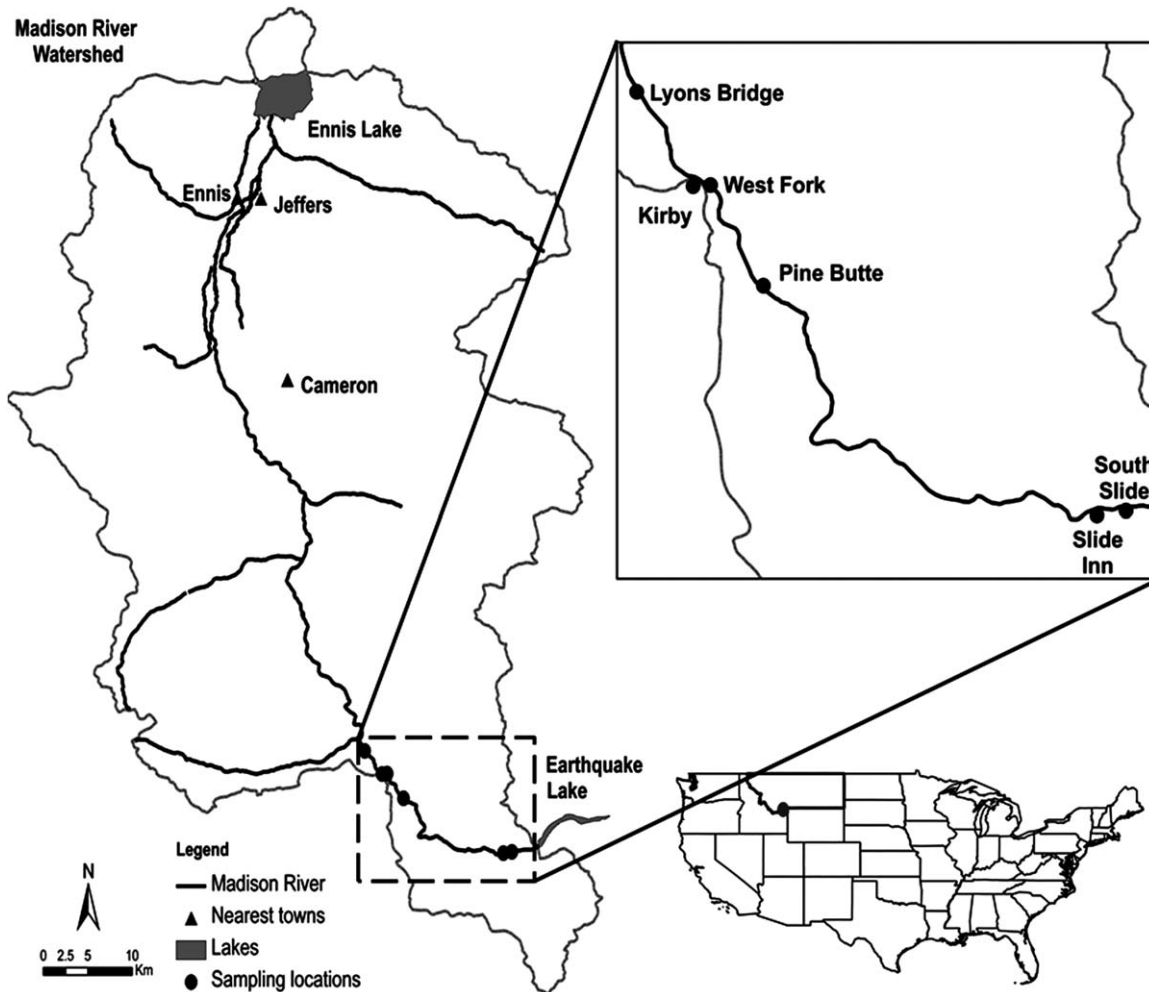 Madison River
Watershed
Ennis Lake
Ennis
Jeffers
Cameron
Earthquake
Lake
Lyons Bridge
West Fork
Kirby
Pine Butte
South
Slide
Slide
Inn
Legend
Madison River
Nearest towns
Lakes
Sampling locations
N
0 2.5 5 10
Km